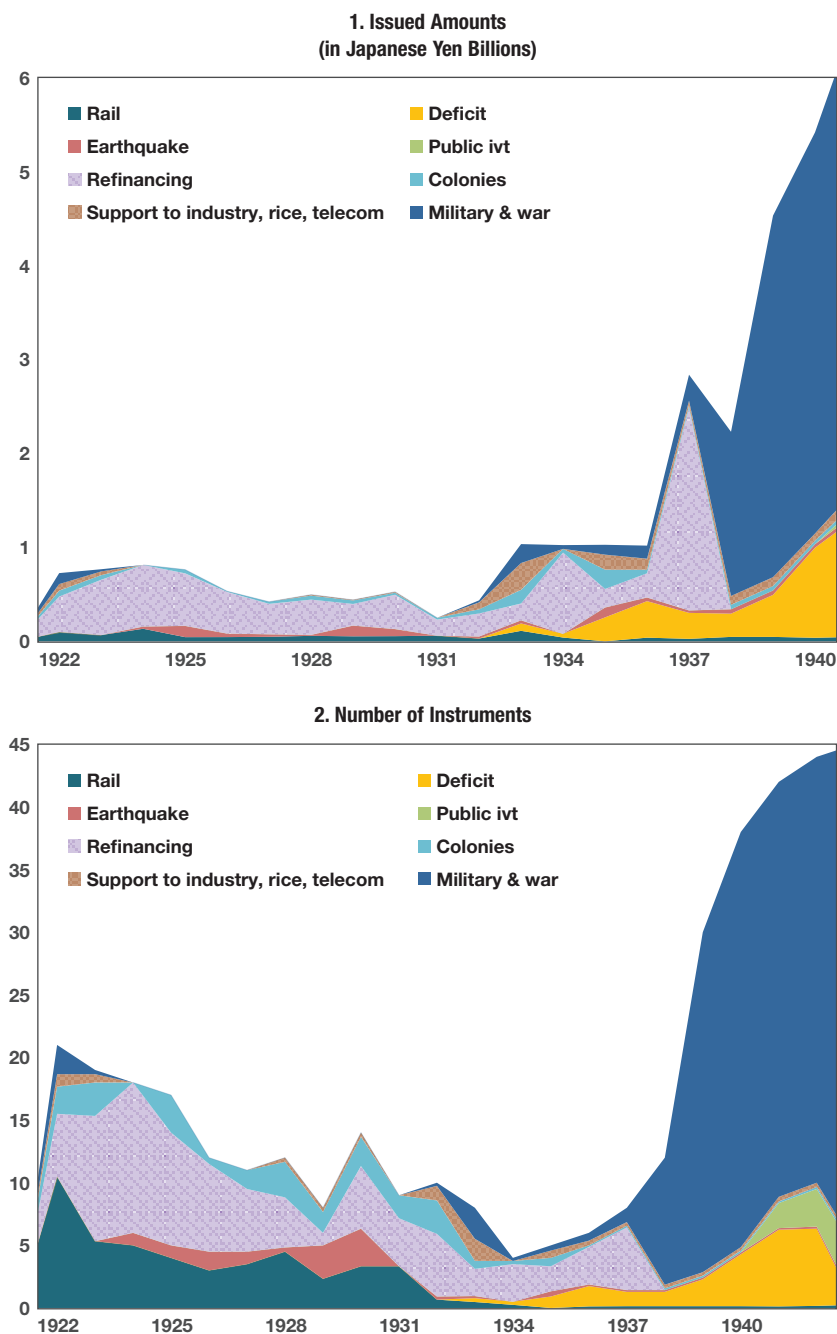 1. Issued Amounts
(in Japanese Yen Billions)
6
5
4
3
2
1
0
Rail
Earthquake
Refinancing
Support to industry, rice, telecom
Deficit
Public ivt
Colonies
Military & war
1922 1925 1928 1931 1934 1937 1940
2. Number of Instruments
45
40
35
30
25
20
15
10
5
0
Rail
Earthquake
Refinancing
Support to industry, rice, telecom
Deficit
Public ivt
Colonies
Military & war
1922 1925 1928 1931 1934 1937 1940